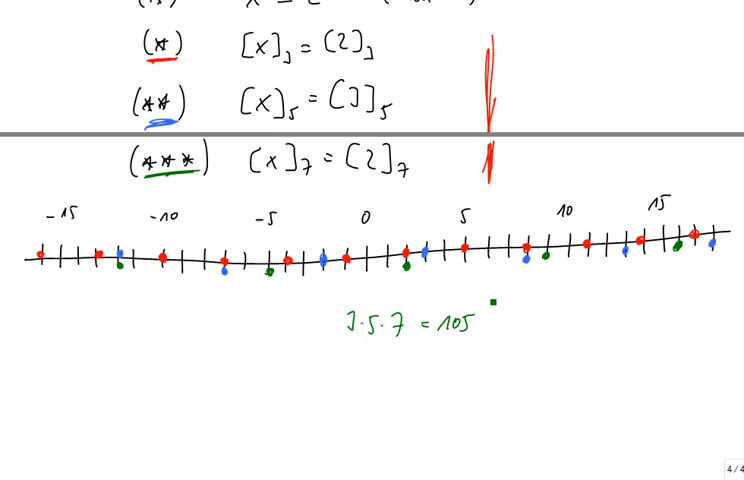 (*) [x]₃ = [2]₃
(**) [x]₅ = [3]₅
(***) [x]₇ = [2]₇
-15 -10 -5 0 5 10 15
3·5·7 = 105
4 / 4